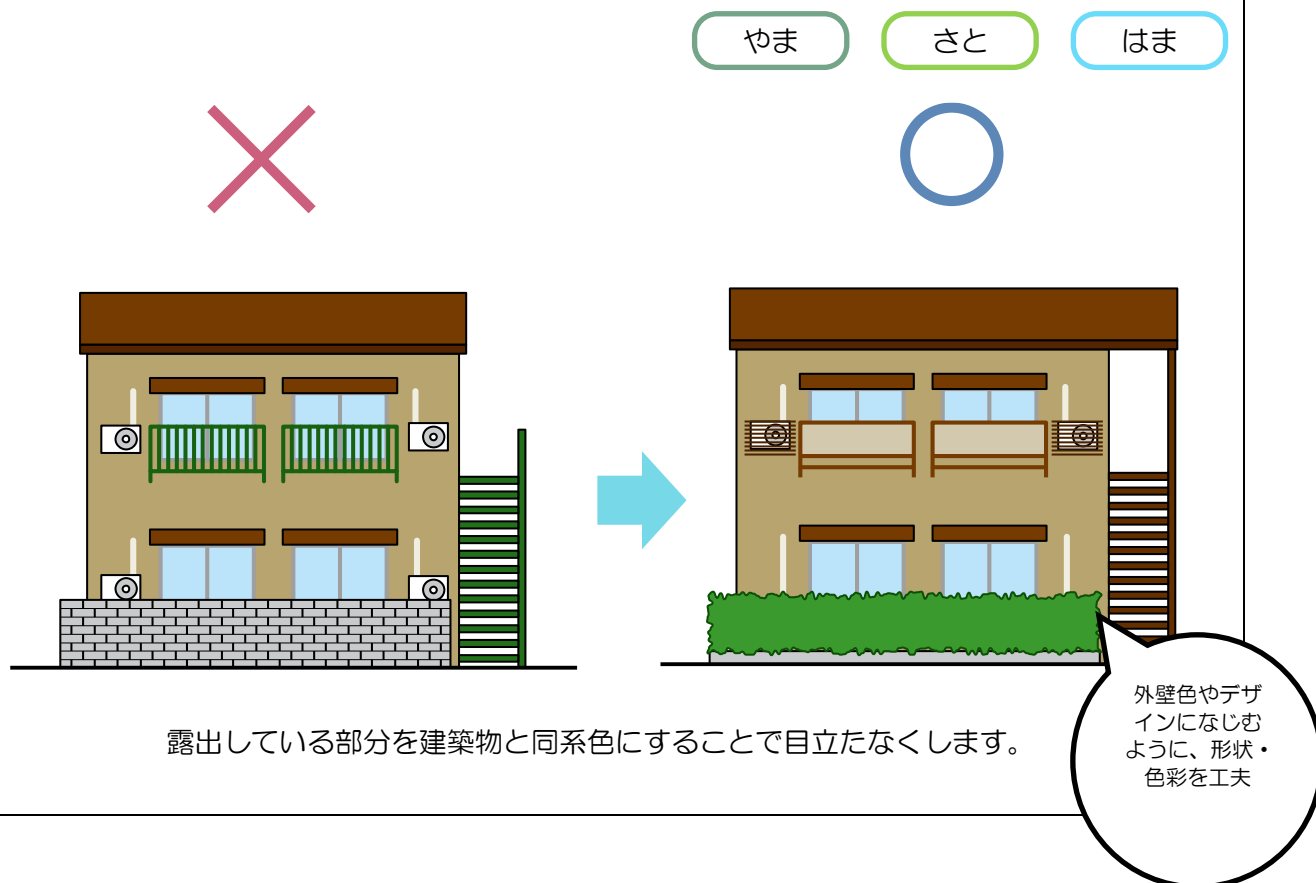 やま
さと
はま
露出している部分を建築物と同系色にすることで目立たなくします。
外壁色やデザ
インになじむ
ように、形状・
色彩を工夫